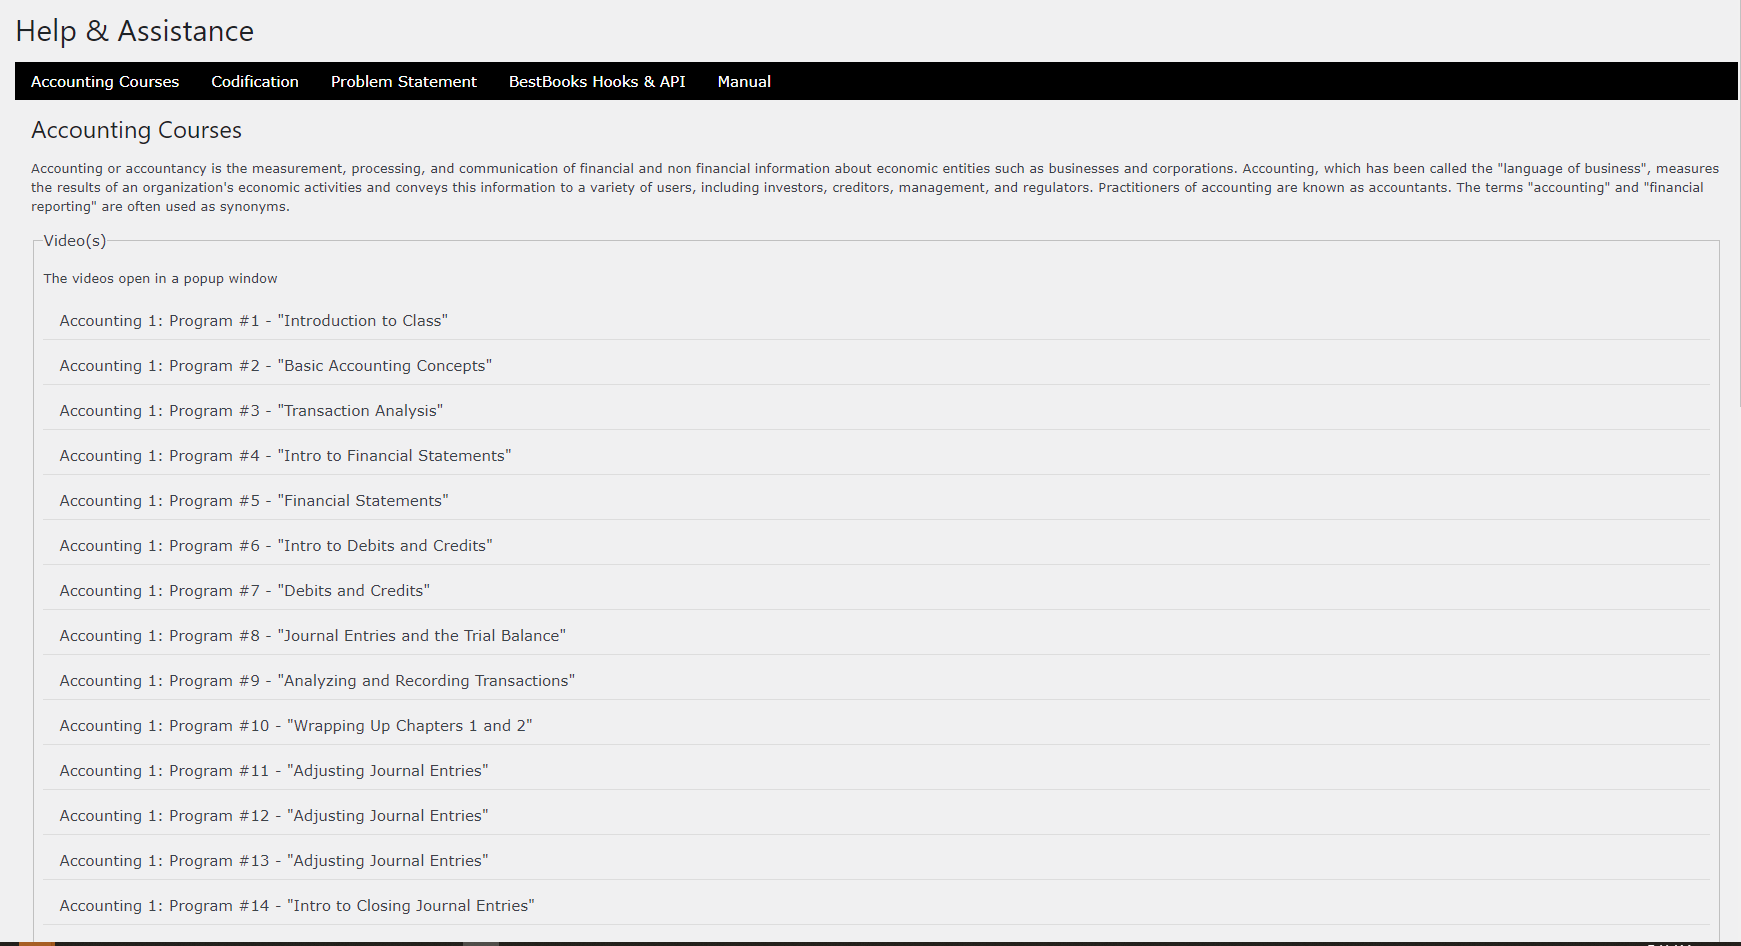 Help & Assistance
Accounting Courses Codification Problem Statement BestBooks Hooks & API Manual
Accounting Courses
Accounting or accountancy is the measurement, processing, and communication of financial and non financial information about economic entities such as businesses and corporations. Accounting, which has been called the "language of business", measures
the results of an organization's economic activities and conveys this information to a variety of users, including investors, creditors, management, and regulators. Practitioners of accounting are known as accountants. The terms "accounting" and "financial
reporting" are often used as synonyms.
Video(s)
The videos open in a popup window
Accounting 1: Program #1 - "Introduction to Class"
Accounting 1: Program #2 - "Basic Accounting Concepts"
Accounting 1: Program #3 - "Transaction Analysis"
Accounting 1: Program #4 - "Intro to Financial Statements"
Accounting 1: Program #5 - "Financial Statements"
Accounting 1: Program #6 - "Intro to Debits and Credits"
Accounting 1: Program #7 - "Debits and Credits"
Accounting 1: Program #8 - "Journal Entries and the Trial Balance"
Accounting 1: Program #9 - "Analyzing and Recording Transactions"
Accounting 1: Program #10 - "Wrapping Up Chapters 1 and 2"
Accounting 1: Program #11 - "Adjusting Journal Entries"
Accounting 1: Program #12 - "Adjusting Journal Entries"
Accounting 1: Program #13 - "Adjusting Journal Entries"
Accounting 1: Program #14 - "Intro to Closing Journal Entries"